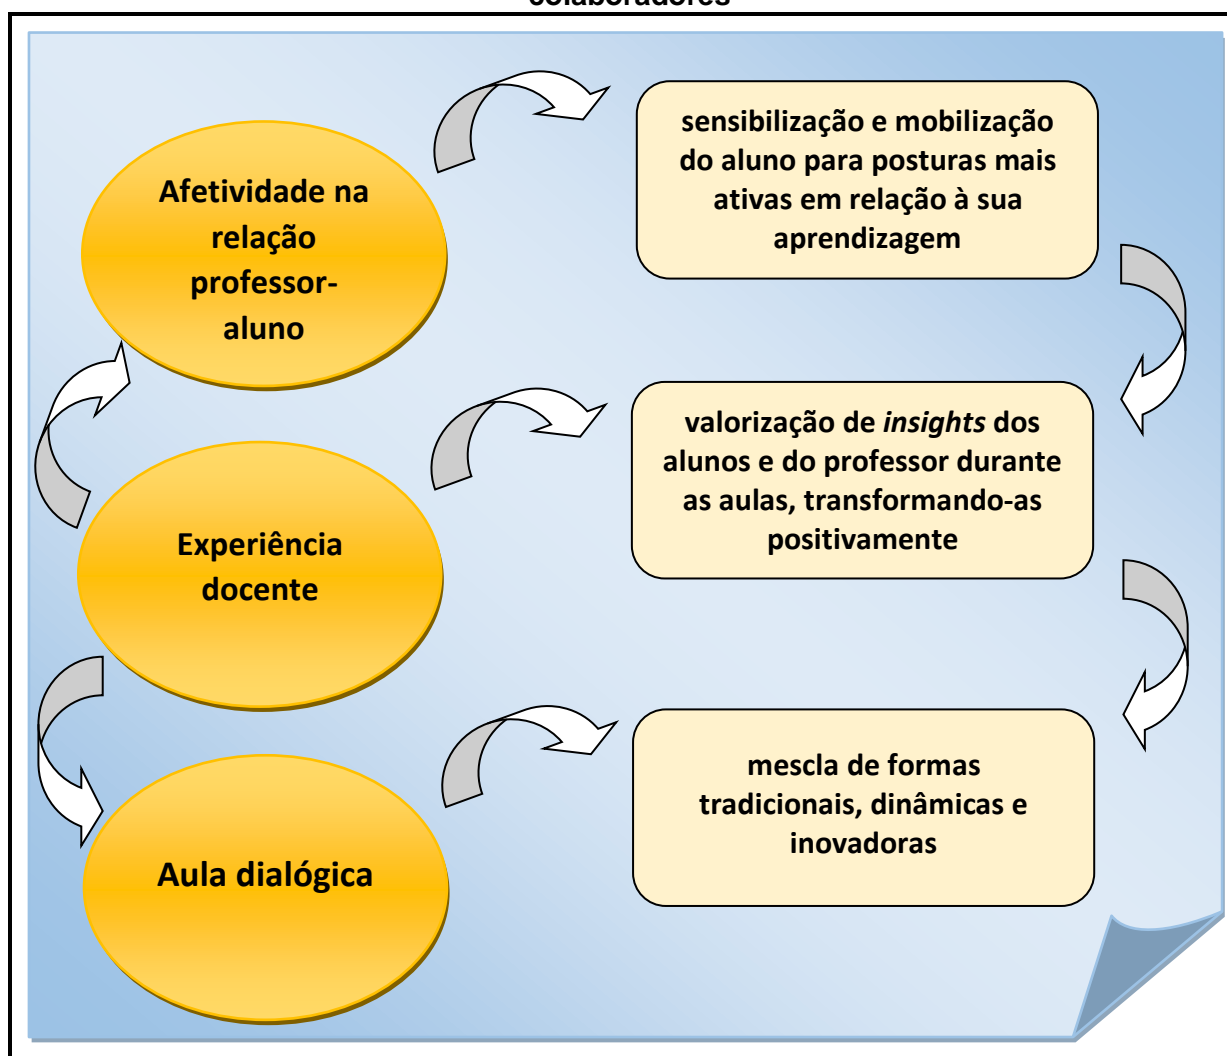 colaboradores
Afetividade na
relação
professor-
aluno
sensibilização e mobilização
do aluno para posturas mais
ativas em relação à sua
aprendizagem
Experiência
docente
valorização de insights dos
alunos e do professor durante
as aulas, transformando-as
positivamente
Aula dialógica
mescla de formas
tradicionais, dinâmicas e
inovadoras